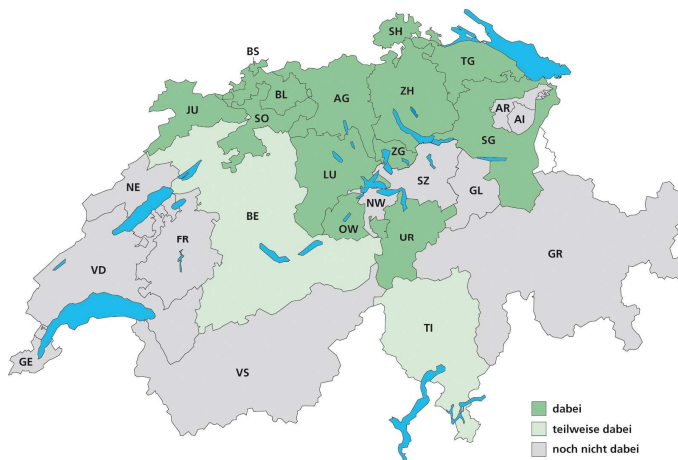 SH
BS
TG
BL
ZH
JU
AG
AR
AI
SO
SG
ZG
LU
SZ
NE
GL
NW
BE
OW
FR
UR
GR
VD
TI
GE
VS
dabei
teilweise dabei
noch nicht dabei